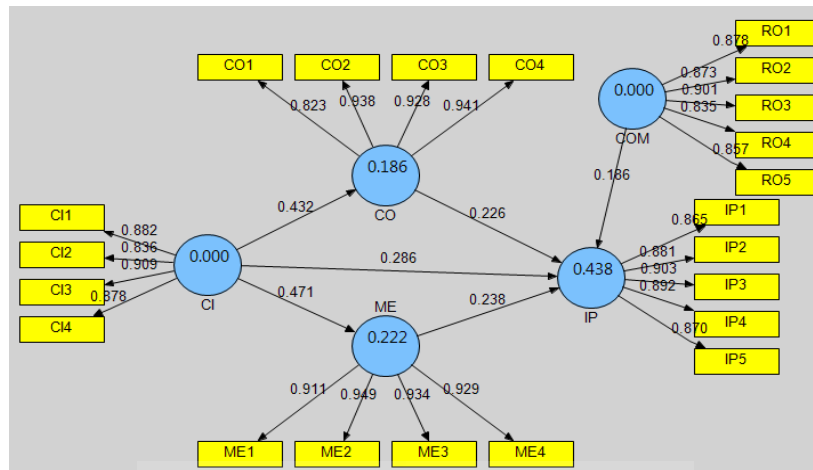 RO1
0.878
RO2
0.873
0.901
RO3
0.835
RO4
0.857
RO5
0.000
COM
0.186
CO1
CO2
CO3
CO4
0.823
0.938
0.928
0.941
0.186
CO
0.432
0.226
CI1
0.882
CI2
0.836
0.909
CI3
0.878
CI4
0.000
CI
0.286
0.471
ME
0.222
0.238
0.438
IP
IP1
0.865
0.881
IP2
0.903
IP3
0.892
IP4
0.870
IP5
0.911
0.949
0.934
0.929
ME1
ME2
ME3
ME4